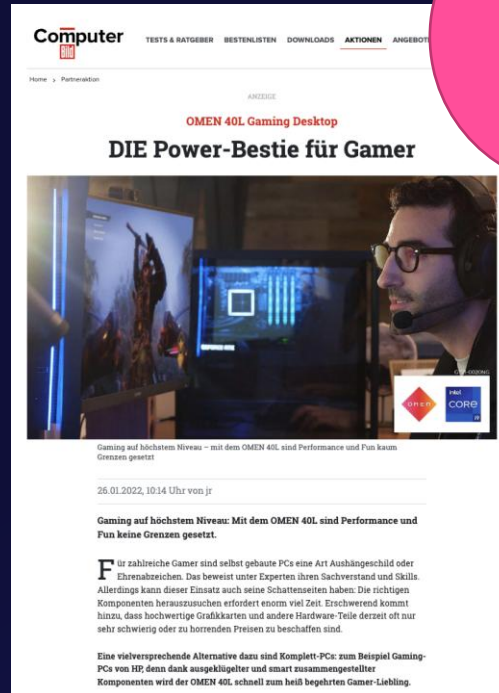 Computer
Bild
TESTS & RATGEBER BESTENLISTEN DOWNLOADS AKTIONEN
Home > Partneraktion
ANZEIGE
OMEN 40L Gaming Desktop
DIE Power-Bestie für Gamer
omen
intel
CORE
Gaming auf höchstem Niveau – mit dem OMEN 40L sind Performance und Fun kaum
Grenzen gesetzt
26.01.2022, 10:14 Uhr von jr
Gaming auf höchstem Niveau: Mit dem OMEN 40L sind Performance und
Fun keine Grenzen gesetzt.
Für zahlreiche Gamer sind selbst gebaute PCs eine Art Aushängeschild oder
Ehrenabzeichen. Das beweist unter Experten ihren Sachverstand und Skills.
Allerdings kann dieser Einsatz auch seine Schattenseiten haben: Die richtigen
Komponenten herauszusuchen erfordert enorm viel Zeit. Erschwerend kommt
hinzu, dass hochwertige Grafikkarten und andere Hardware-Teile derzeit oft nur
sehr schwierig oder zu horrenden Preisen zu beschaffen sind.
Eine vielversprechende Alternative dazu sind Komplett-PCs: zum Beispiel Gaming-
PCs von HP, denn dank ausgeklügelter und smart zusammengestellter
Komponenten wird der OMEN 40L schnell zum heiß begehrten Gamer-Liebling.